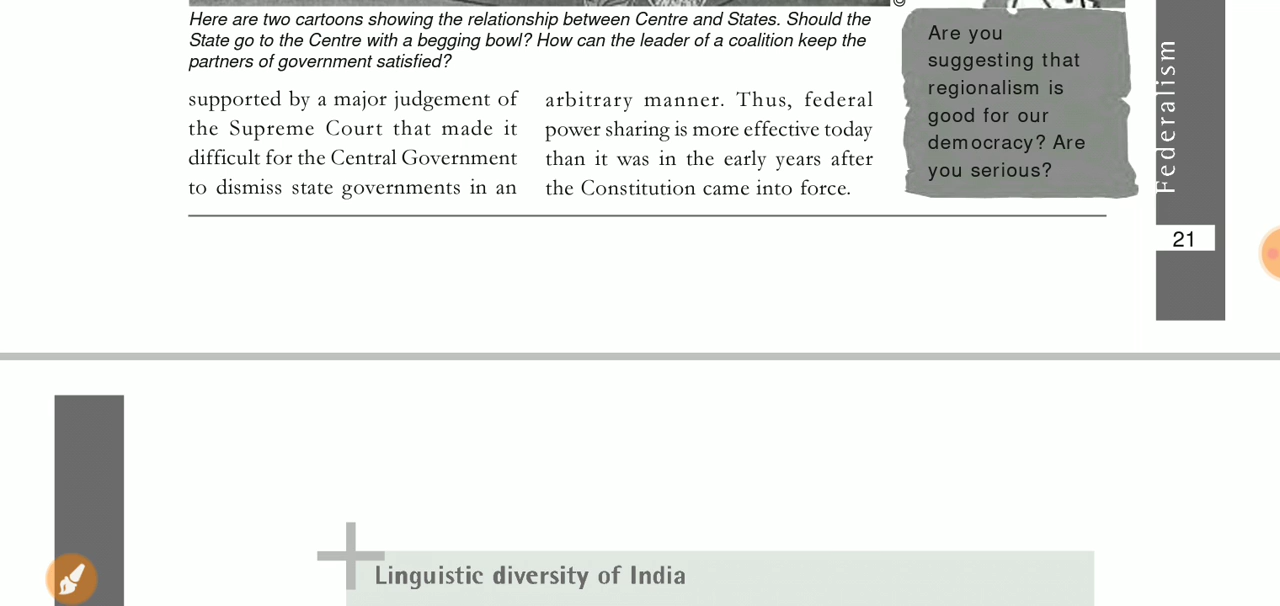 Here are two cartoons showing the relationship between Centre and States. Should the
State go to the Centre with a begging bowl? How can the leader of a coalition keep the
partners of government satisfied?
supported by a major judgement of
the Supreme Court that made it
difficult for the Central Government
to dismiss state governments in an
arbitrary manner. Thus, federal
power sharing is more effective today
than it was in the early years after
the Constitution came into force.
Are you
suggesting that
regionalism is
good for our
democracy? Are
you serious?
Federalism
21
Linguistic diversity of India